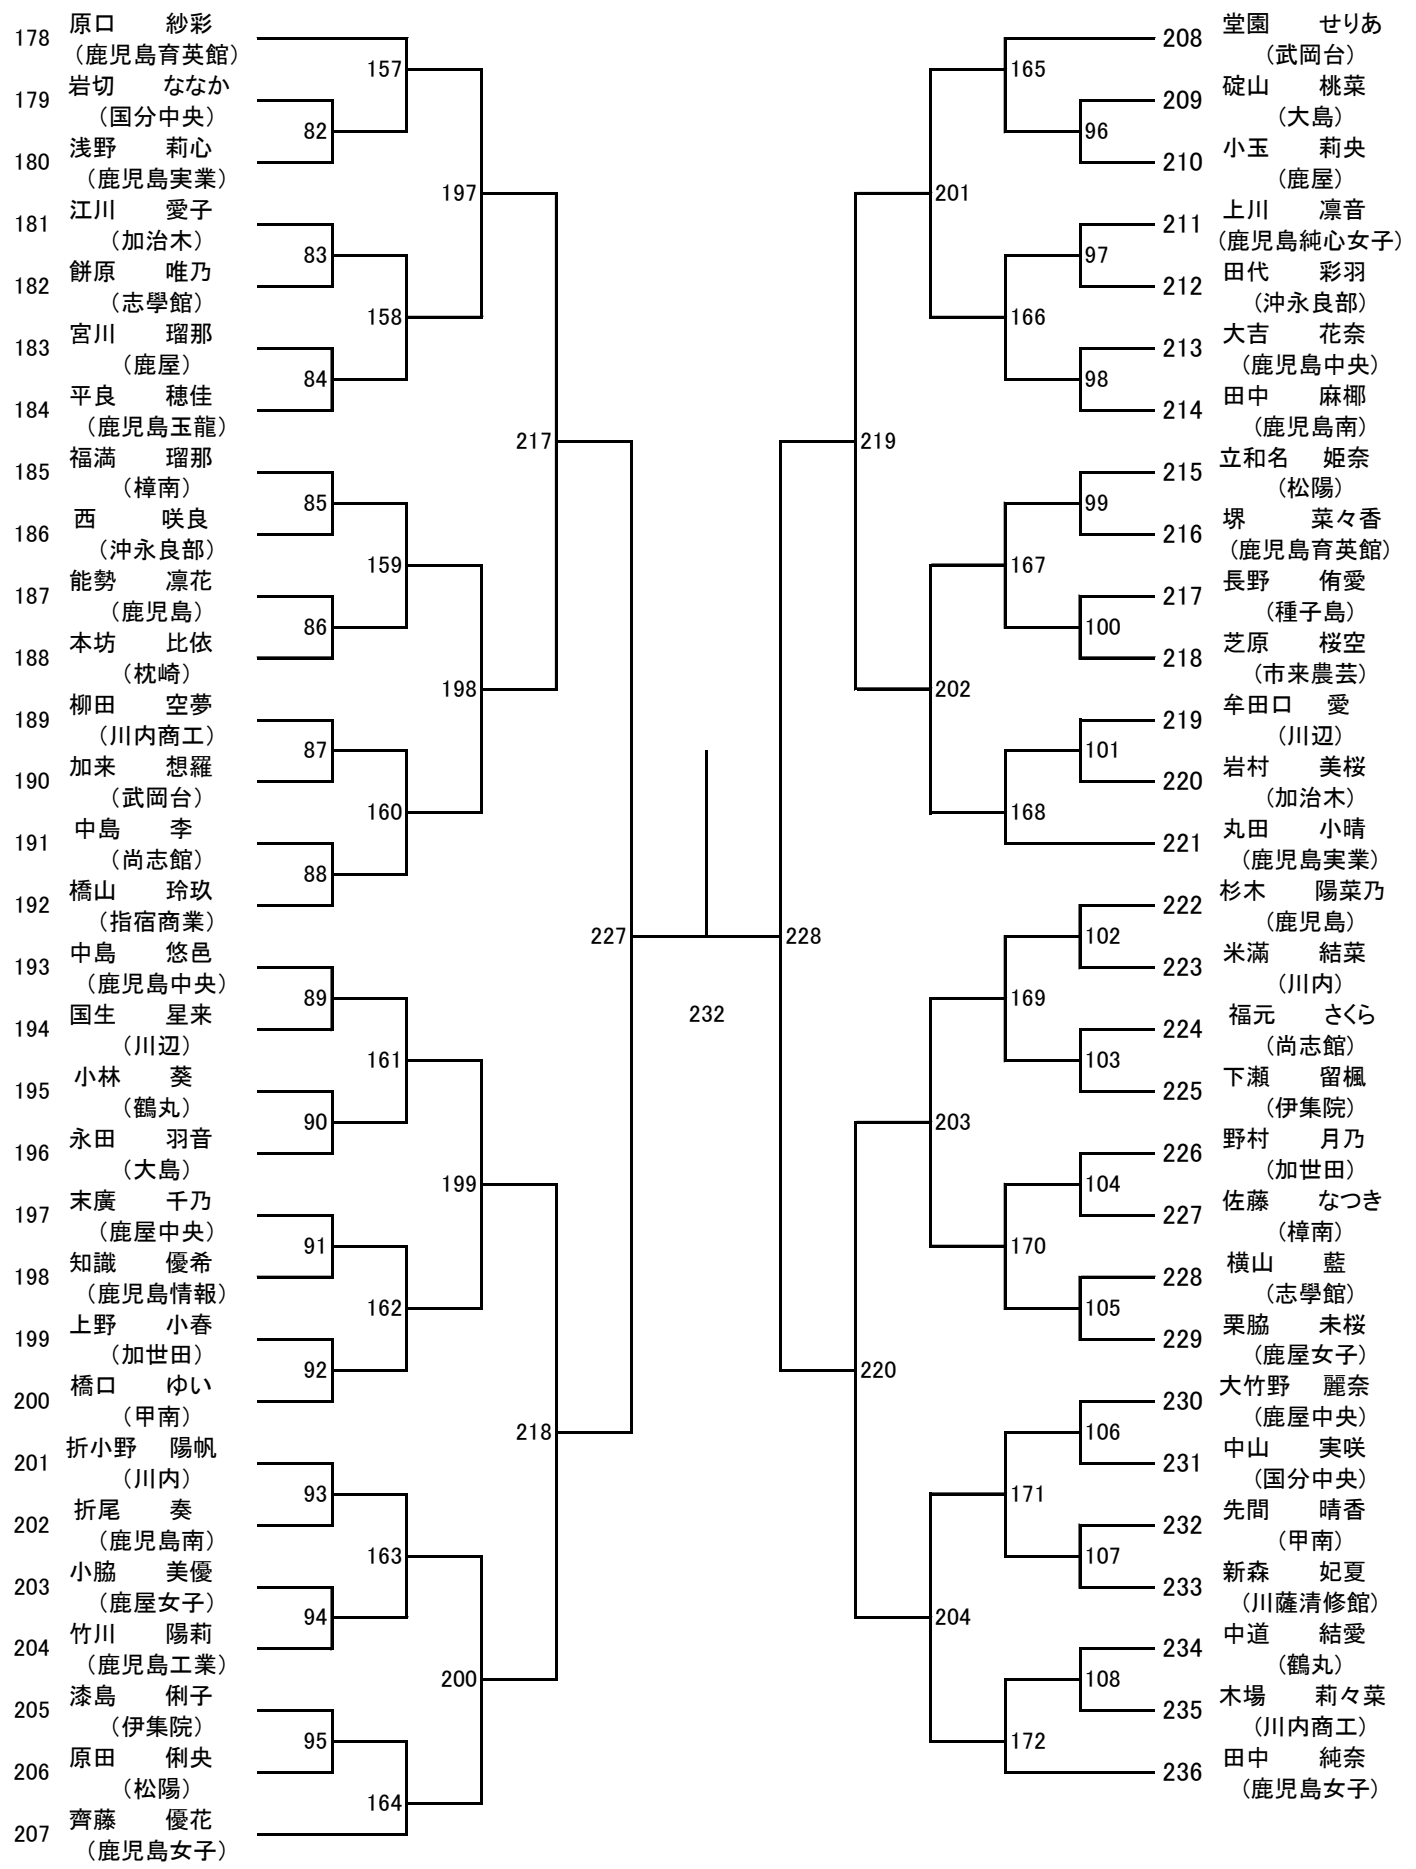 178 原口 紗彩
（鹿児島育英館）
157
179 岩切 ななか
（国分中央）
82
180 浅野 莉心
（鹿児島実業）
197
181 江川 愛子
（加治木）
83
182 餅原 唯乃
（志學館）
158
183 宮川 瑠那
（鹿屋）
84
184 平良 穂佳
（鹿児島玉龍）
217
185 福満 瑠那
（樟南）
85
186 西 咲良
（沖永良部）
159
187 能勢 凛花
（鹿児島）
86
188 本坊 比依
（枕崎）
198
189 柳田 空夢
（川内商工）
87
190 加来 想羅
（武岡台）
160
191 中島 李
（尚志館）
88
192 橋山 玲玖
（指宿商業）
227
193 中島 悠邑
（鹿児島中央）
89
194 国生 星来
（川辺）
161
195 小林 葵
（鶴丸）
90
196 永田 羽音
（大島）
199
197 末廣 千乃
（鹿屋中央）
91
198 知識 優希
（鹿児島情報）
162
199 上野 小春
（加世田）
92
200 橋口 ゆい
（甲南）
218
201 折小野 陽帆
（川内）
93
202 折尾 奏
（鹿児島南）
163
203 小脇 美優
（鹿屋女子）
94
204 竹川 陽莉
（鹿児島工業）
200
205 漆島 俐子
（伊集院）
95
206 原田 俐央
（松陽）
164
207 齊藤 優花
（鹿児島女子）
232
208 堂園 せりあ
（武岡台）
165
209 碇山 桃菜
（大島）
96
210 小玉 莉央
（鹿屋）
201
211 上川 凛音
（鹿児島純心女子）
97
212 田代 彩羽
（沖永良部）
166
213 大吉 花奈
（鹿児島中央）
98
214 田中 麻椰
（鹿児島南）
219
215 立和名 姫奈
（松陽）
99
216 堺 菜々香
（鹿児島育英館）
167
217 長野 侑愛
（種子島）
100
218 芝原 桜空
（市来農芸）
202
219 牟田口 愛
（川辺）
101
220 岩村 美桜
（加治木）
168
221 丸田 小晴
（鹿児島実業）
228
222 杉木 陽菜乃
（鹿児島）
102
223 米滿 結菜
（川内）
169
224 福元 さくら
（尚志館）
103
225 下瀬 留楓
（伊集院）
203
226 野村 月乃
（加世田）
104
227 佐藤 なつき
（樟南）
170
228 横山 藍
（志學館）
105
229 栗脇 未桜
（鹿屋女子）
220
230 大竹野 麗奈
（鹿屋中央）
106
231 中山 実咲
（国分中央）
171
232 先間 晴香
（甲南）
107
233 新森 妃夏
（川薩清修館）
204
234 中道 結愛
（鶴丸）
108
235 木場 莉々菜
（川内商工）
172
236 田中 純奈
（鹿児島女子）